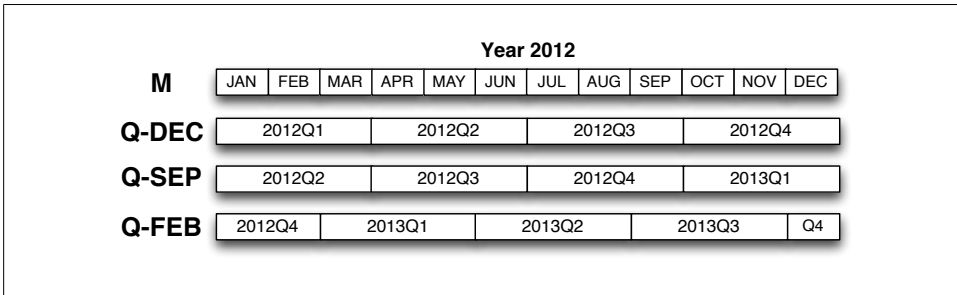 Year 2012
M JAN FEB MAR APR MAY JUN JUL AUG SEP OCT NOV DEC
Q-DEC 2012Q1 2012Q2 2012Q3 2012Q4
Q-SEP 2012Q2 2012Q3 2012Q4 2013Q1
Q-FEB 2012Q4 2013Q1 2013Q2 2013Q3 Q4